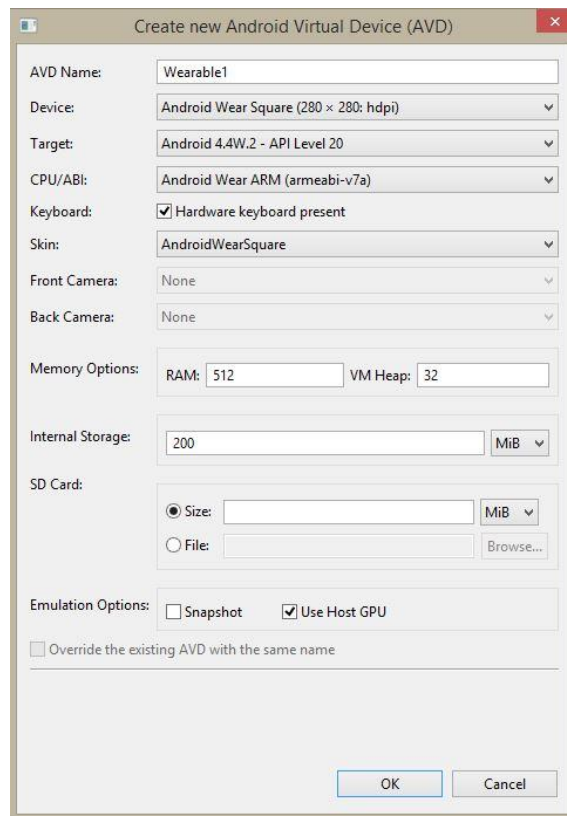 Create new Android Virtual Device (AVD)
AVD Name: Wearable1
Device: Android Wear Square (280 × 280: hdpi)
Target: Android 4.4W.2 - API Level 20
CPU/ABI: Android Wear ARM (armeabi-v7a)
Keyboard: Hardware keyboard present
Skin: AndroidWearSquare
Front Camera: None
Back Camera: None
Memory Options: RAM: 512 VM Heap: 32
Internal Storage: 200 MiB
SD Card:
Size: MiB
File: Browse...
Emulation Options: Snapshot Use Host GPU
Override the existing AVD with the same name
OK Cancel